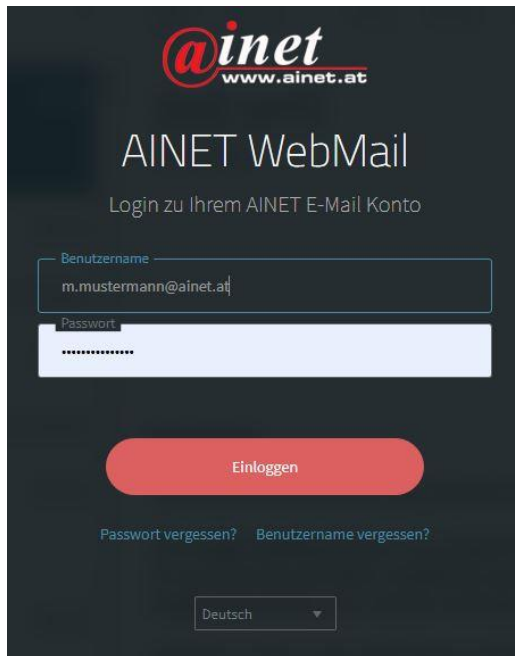 @inet
www.ainet.at
AINET WebMail
Login zu Ihrem AINET E-Mail Konto
Benutzername
m.mustermann@ainet.at
Passwort
•••••••••••••••
Einloggen
Passwort vergessen? Benutzername vergessen?
Deutsch